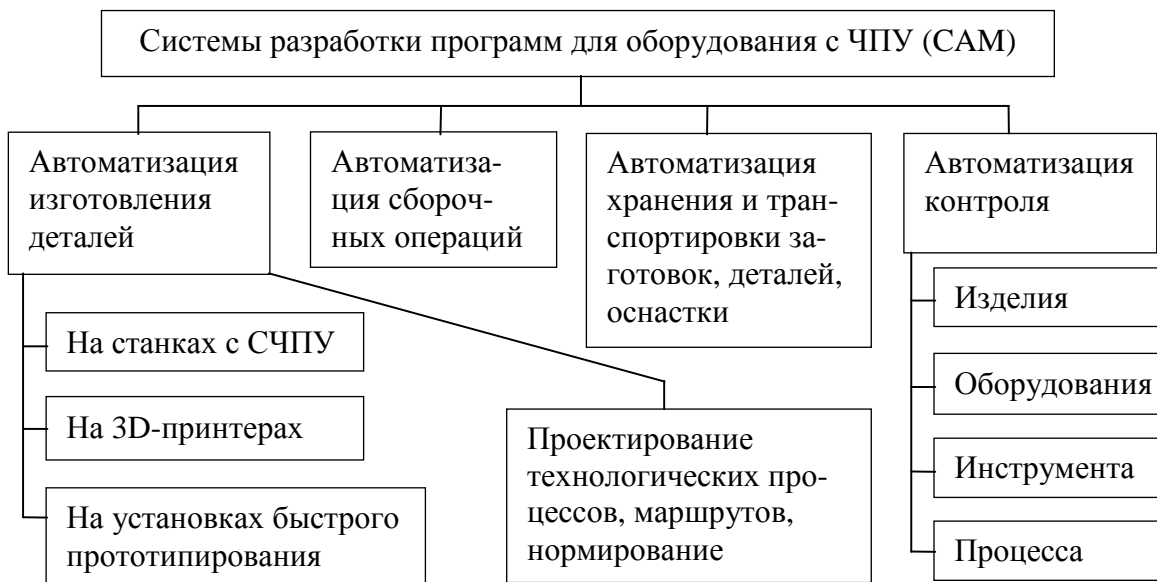 Системы разработки программ для оборудования с ЧПУ (САМ)
Автоматизация
изготовления
деталей
Автоматиза-
ция сбороч-
ных операций
Автоматизация
хранения и тран-
спортировки за-
готовок, деталей,
оснастки
Автоматизация
контроля
На станках с СЧПУ
На 3D-принтерах
На установках быстрого
прототипирования
Проектирование
технологических про-
цессов, маршрутов,
нормирование
Изделия
Оборудования
Инструмента
Процесса